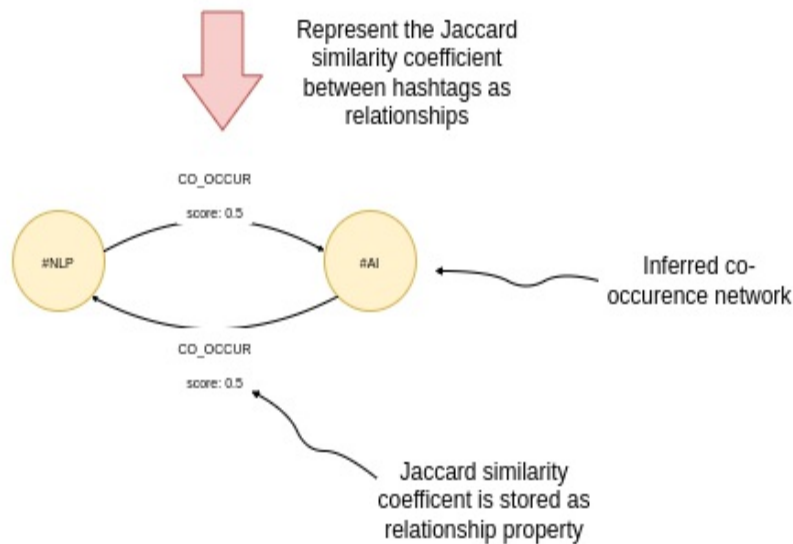 Represent the Jaccard
similarity coefficient
between hashtags as
relationships
CO_OCCUR
score: 0.5
#NLP
#AI
Inferred co-
occurence network
CO_OCCUR
score: 0.5
Jaccard similarity
coefficent is stored as
relationship property